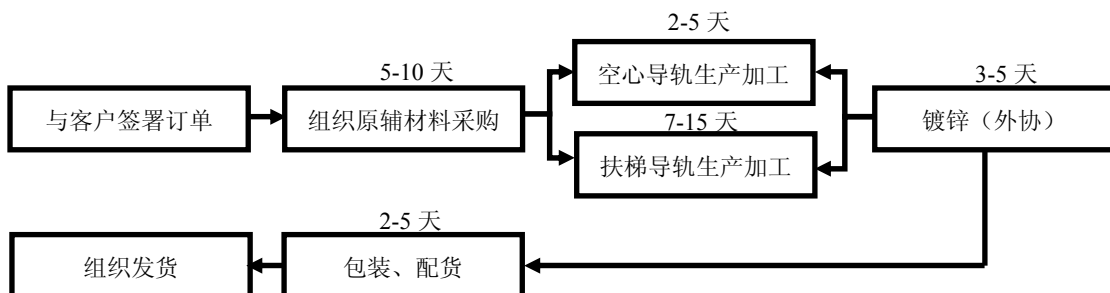 2-5 天
空心导轨生产加工
5-10 天
3-5 天
与客户签署订单
组织原辅材料采购
镀锌（外协）
7-15 天
扶梯导轨生产加工
2-5 天
组织发货
包装、配货